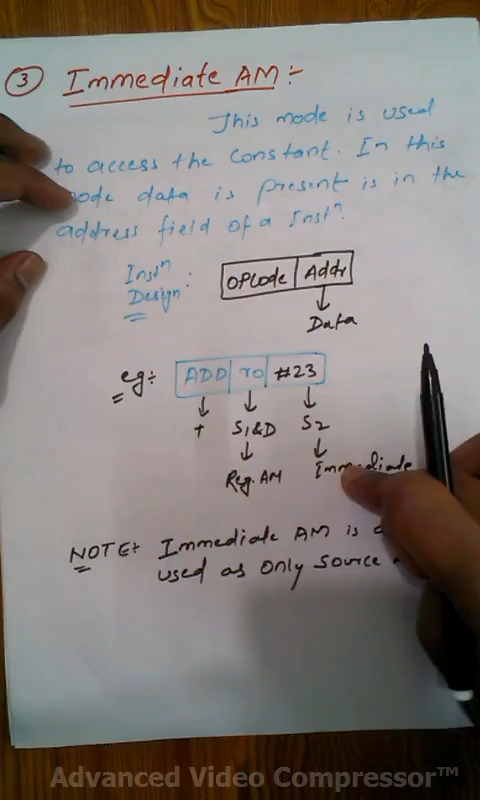 3 Immediate AM:-
This mode is used
to access the constant. In this
mode data is present is in the
address field of a Instn.
Instn Design : OPCode Addr
Data
eg:- ADD r0 #23
+ S1&D S2
Reg. AM Immediate
NOTE:- Immediate AM is
used as only source
Advanced Video Compressor™